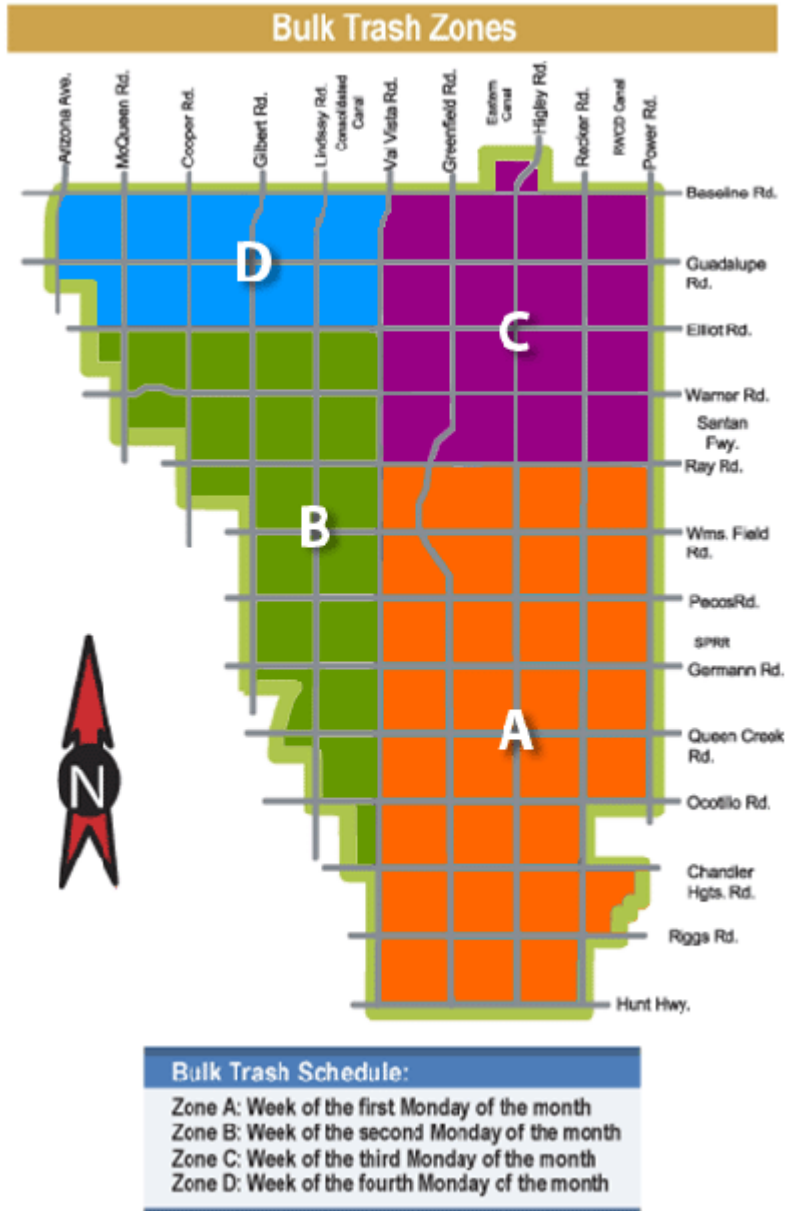 Bulk Trash Zones
Arizona Ave.
McQueen Rd.
Cooper Rd.
Gilbert Rd.
Lindsay Rd.
Consolidated
Canal
Val Vista Rd.
Greenfield Rd.
Eastern
Canal
Higley Rd.
Recker Rd.
RWCD Canal
Power Rd.
Baseline Rd.
D
Guadalupe
Rd.
C
Elliot Rd.
Warner Rd.
Santan
Fwy.
Ray Rd.
B
Wms. Field
Rd.
PecosRd.
SPRR
Germann Rd.
A
Queen Creek
Rd.
N
Ocotillo Rd.
Chandler
Hgts. Rd.
Riggs Rd.
Hunt Hwy.
Bulk Trash Schedule:
Zone A: Week of the first Monday of the month
Zone B: Week of the second Monday of the month
Zone C: Week of the third Monday of the month
Zone D: Week of the fourth Monday of the month